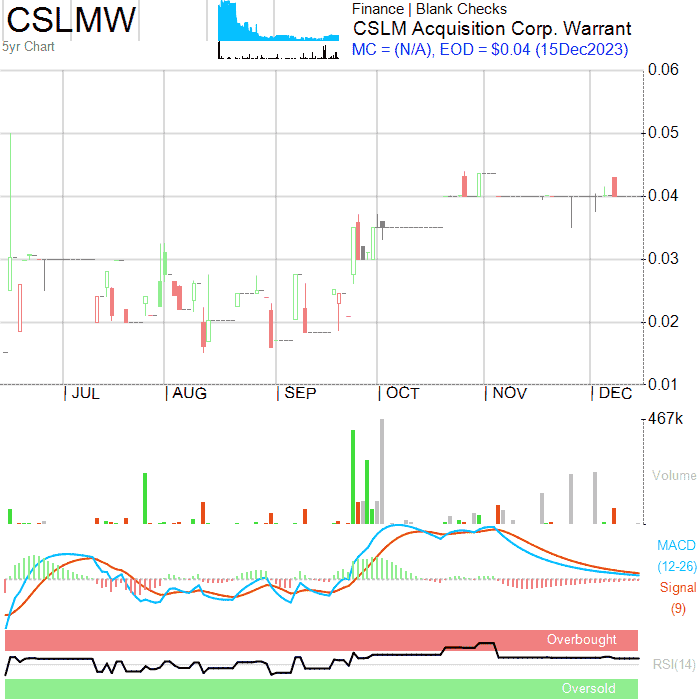 CSLMW
5yr Chart
Finance | Blank Checks
CSLM Acquisition Corp. Warrant
MC = (N/A), EOD = $0.04 (15Dec2023)
0.06
0.05
0.04
0.03
0.02
0.01
| JUL | AUG | SEP | OCT | NOV | DEC
467k
Volume
MACD
(12-26)
Signal
(9)
Overbought
RSI(14)
Oversold